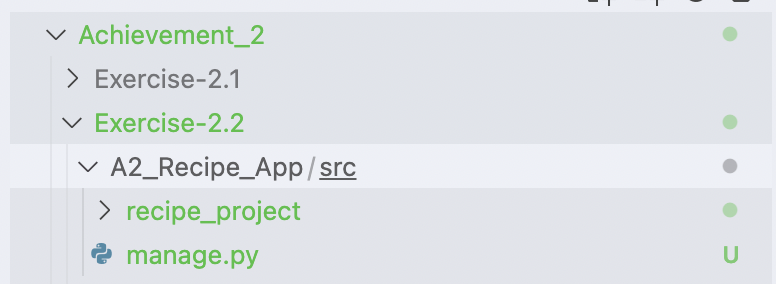 Achievement_2
Exercise-2.1
Exercise-2.2
A2_Recipe_App/src
recipe_project
manage.py U